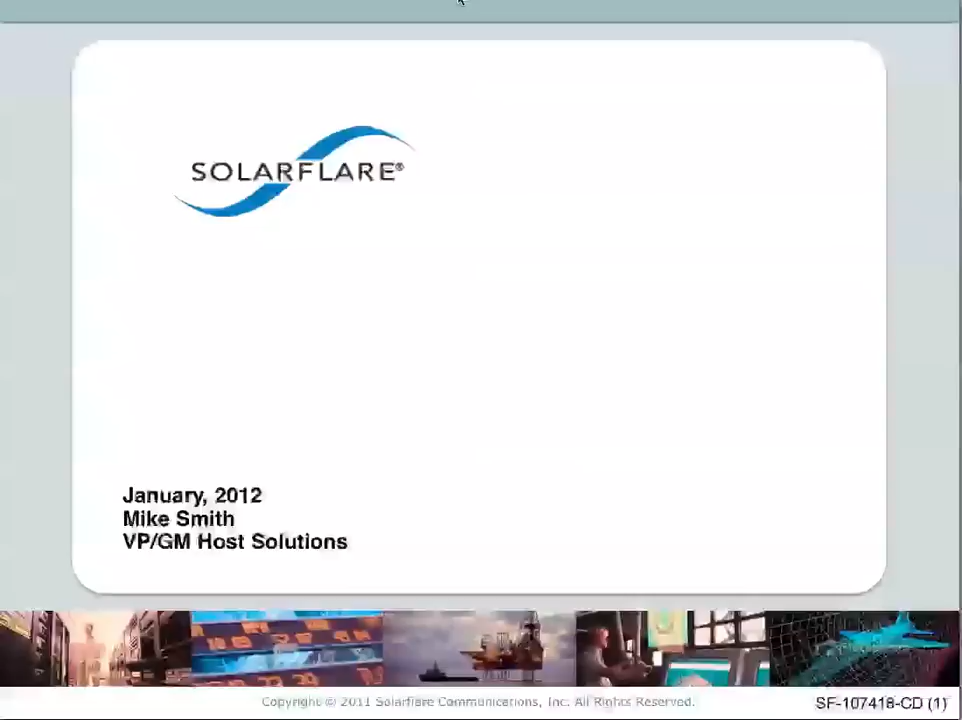 SOLARFLARE®
January, 2012
Mike Smith
VP/GM Host Solutions
Copyright © 2011 Solarflare Communications, Inc. All Rights Reserved.
SF-107418-CD (1)